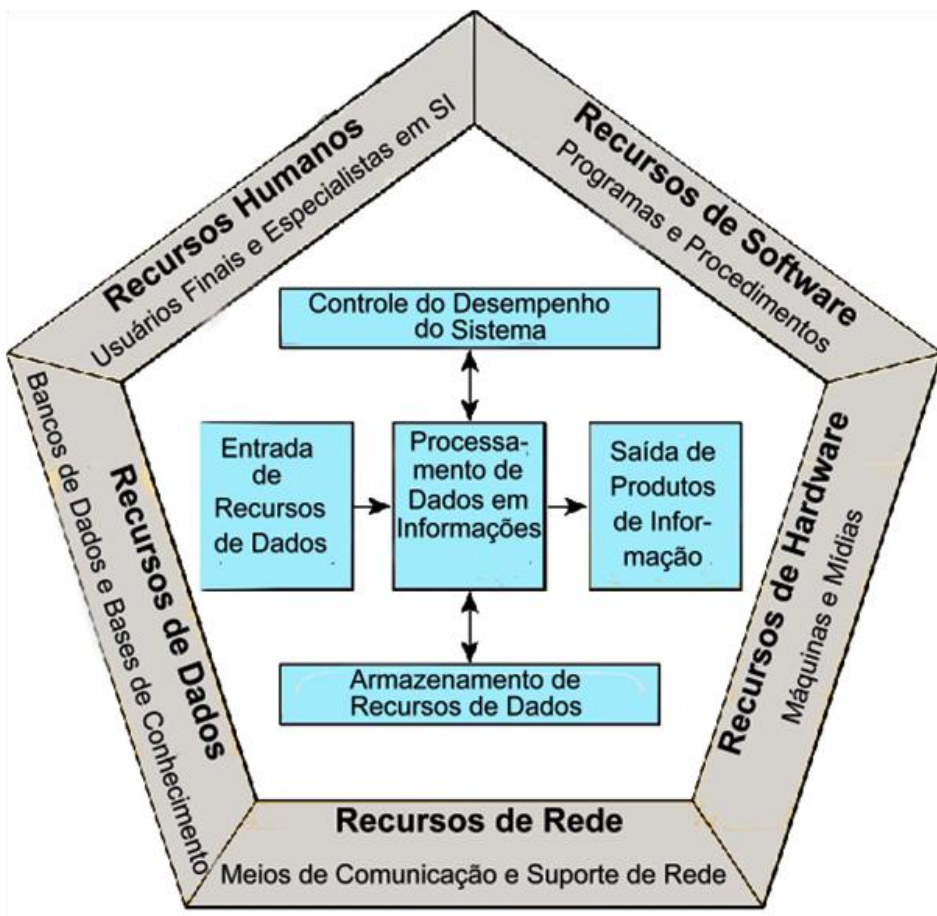 Recursos Humanos
Usuários Finais e Especialistas em SI
Recursos de Software
Programas e Procedimentos
Controle do Desempenho
do Sistema
Entrada
de
Recursos
de Dados
Processa-
mento de
Dados em
Informações
Saída de
Produtos
de Infor-
mação
Armazenamento de
Recursos de Dados
Recursos de Dados
Bancos de Dados e Bases de Conhecimento
Recursos de Hardware
Máquinas e Mídias
Recursos de Rede
Meios de Comunicação e Suporte de Rede